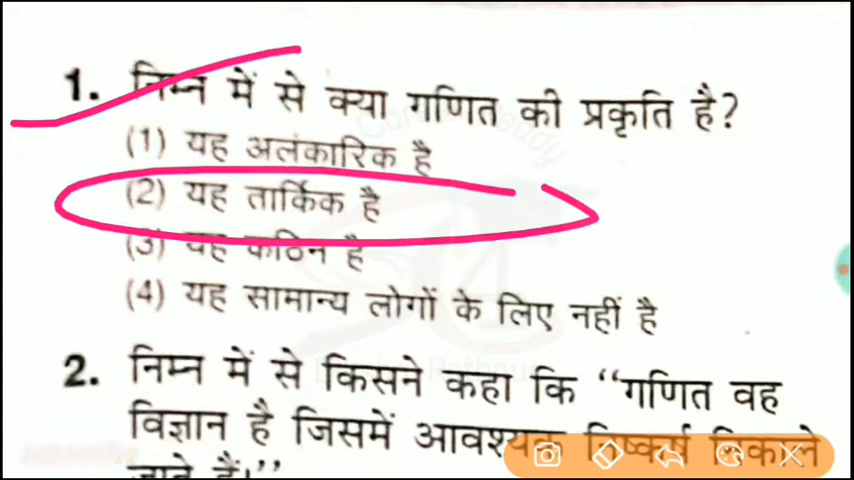 1. निम्न में से क्या गणित की प्रकृति है?
(1) यह अलंकारिक है
(2) यह तार्किक है
(3) यह कठिन है
(4) यह सामान्य लोगों के लिए नहीं है
2. निम्न में से किसने कहा कि “गणित वह
विज्ञान है जिसमें आवश्यक निष्कर्ष निकाले
जाते हैं।”